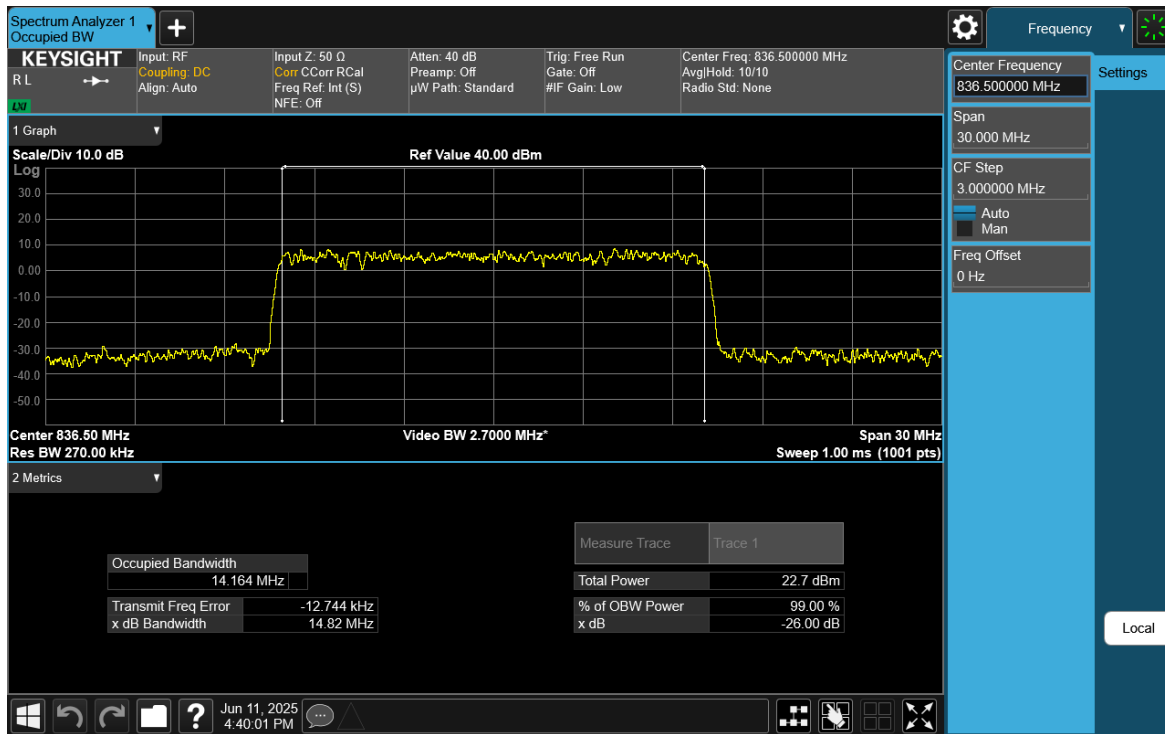 Spectrum Analyzer 1
Occupied BW
Frequency
KEYSIGHT
R L
LXI
Input: RF
Coupling: DC
Align: Auto
Input Z: 50 Ω
Corr CCorr RCal
Freq Ref: Int (S)
NFE: Off
Atten: 40 dB
Preamp: Off
µW Path: Standard
Trig: Free Run
Gate: Off
#IF Gain: Low
Center Freq: 836.500000 MHz
Avg|Hold: 10/10
Radio Std: None
Center Frequency
836.500000 MHz
Settings
Span
30.000 MHz
CF Step
3.000000 MHz
Auto
Man
Freq Offset
0 Hz
1 Graph
Scale/Div 10.0 dB
Ref Value 40.00 dBm
Log
30.0
20.0
10.0
0.00
-10.0
-20.0
-30.0
-40.0
-50.0
Center 836.50 MHz
Video BW 2.7000 MHz*
Span 30 MHz
Res BW 270.00 kHz
Sweep 1.00 ms (1001 pts)
2 Metrics
Measure Trace Trace 1
Occupied Bandwidth
14.164 MHz
Total Power 22.7 dBm
Transmit Freq Error -12.744 kHz
% of OBW Power 99.00 %
x dB Bandwidth 14.82 MHz
x dB -26.00 dB
Local
?
Jun 11, 2025
4:40:01 PM